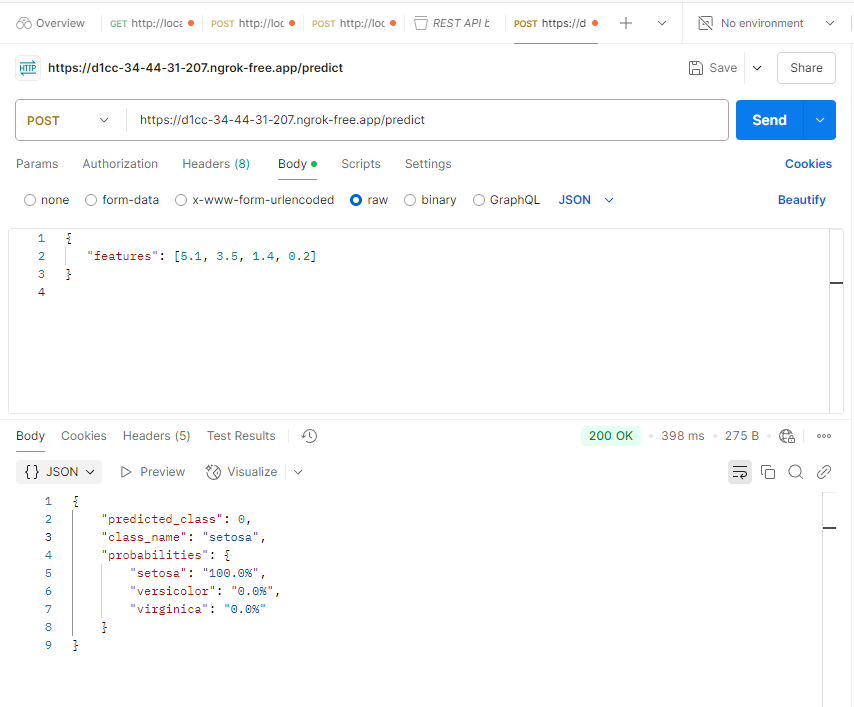 Overview GET http://loca POST http://loc POST http://loc REST API b POST https://d No environment
HTTP https://d1cc-34-44-31-207.ngrok-free.app/predict Save Share
POST https://d1cc-34-44-31-207.ngrok-free.app/predict Send
Params Authorization Headers (8) Body Scripts Settings Cookies
none form-data x-www-form-urlencoded raw binary GraphQL JSON Beautify
1 {
2 "features": [5.1, 3.5, 1.4, 0.2]
3 }
4
Body Cookies Headers (5) Test Results 200 OK • 398 ms • 275 B
{} JSON Preview Visualize
1 {
2 "predicted_class": 0,
3 "class_name": "setosa",
4 "probabilities": {
5 "setosa": "100.0%",
6 "versicolor": "0.0%",
7 "virginica": "0.0%"
8 }
9 }